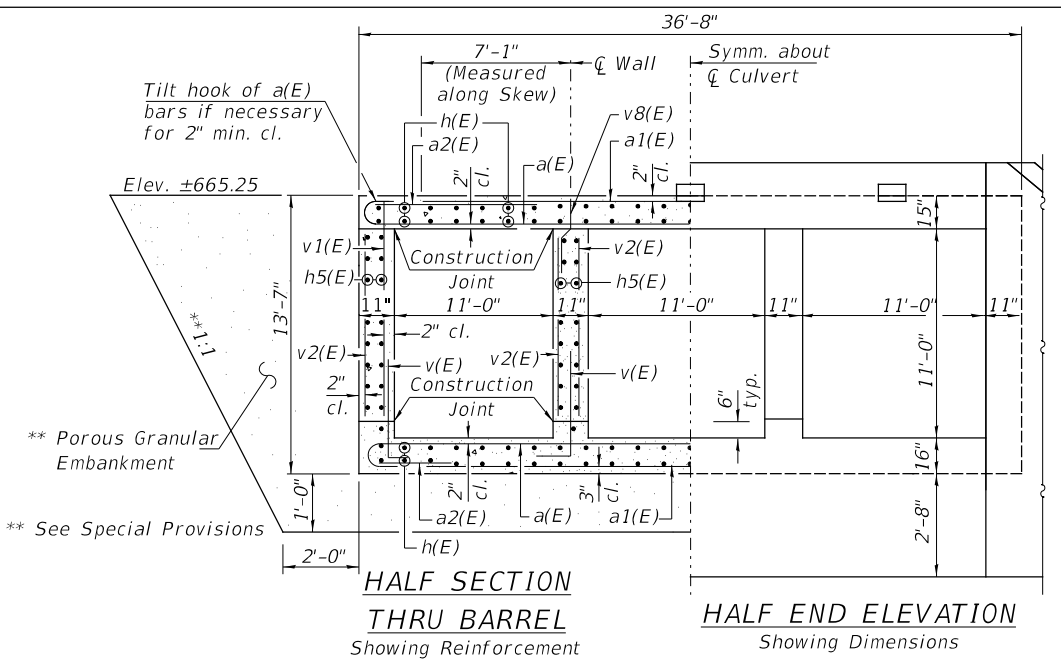 36'-8"
7'-1"
(Measured
along Skew)
℄ Wall
Symm. about
℄ Culvert
Tilt hook of a(E)
bars if necessary
for 2" min. cl.
h(E)
a2(E)
v8(E)
a1(E)
a(E)
2"
cl.
2"
cl.
Elev. ±665.25
15"
v1(E)
Construction
Joint
v2(E)
h5(E)
h5(E)
13'-7"
11"
11'-0"
11"
11'-0"
11"
11'-0"
11"
**1:1
2" cl.
v2(E)
v(E)
v2(E)
v(E)
11'-0"
Construction
Joint
2"
cl.
6"
typ.
** Porous Granular
Embankment
16"
1'-0"
2"
cl.
3"
cl.
a2(E)
a(E)
a1(E)
2'-8"
** See Special Provisions
2'-0"
h(E)
HALF SECTION
THRU BARREL
Showing Reinforcement
HALF END ELEVATION
Showing Dimensions